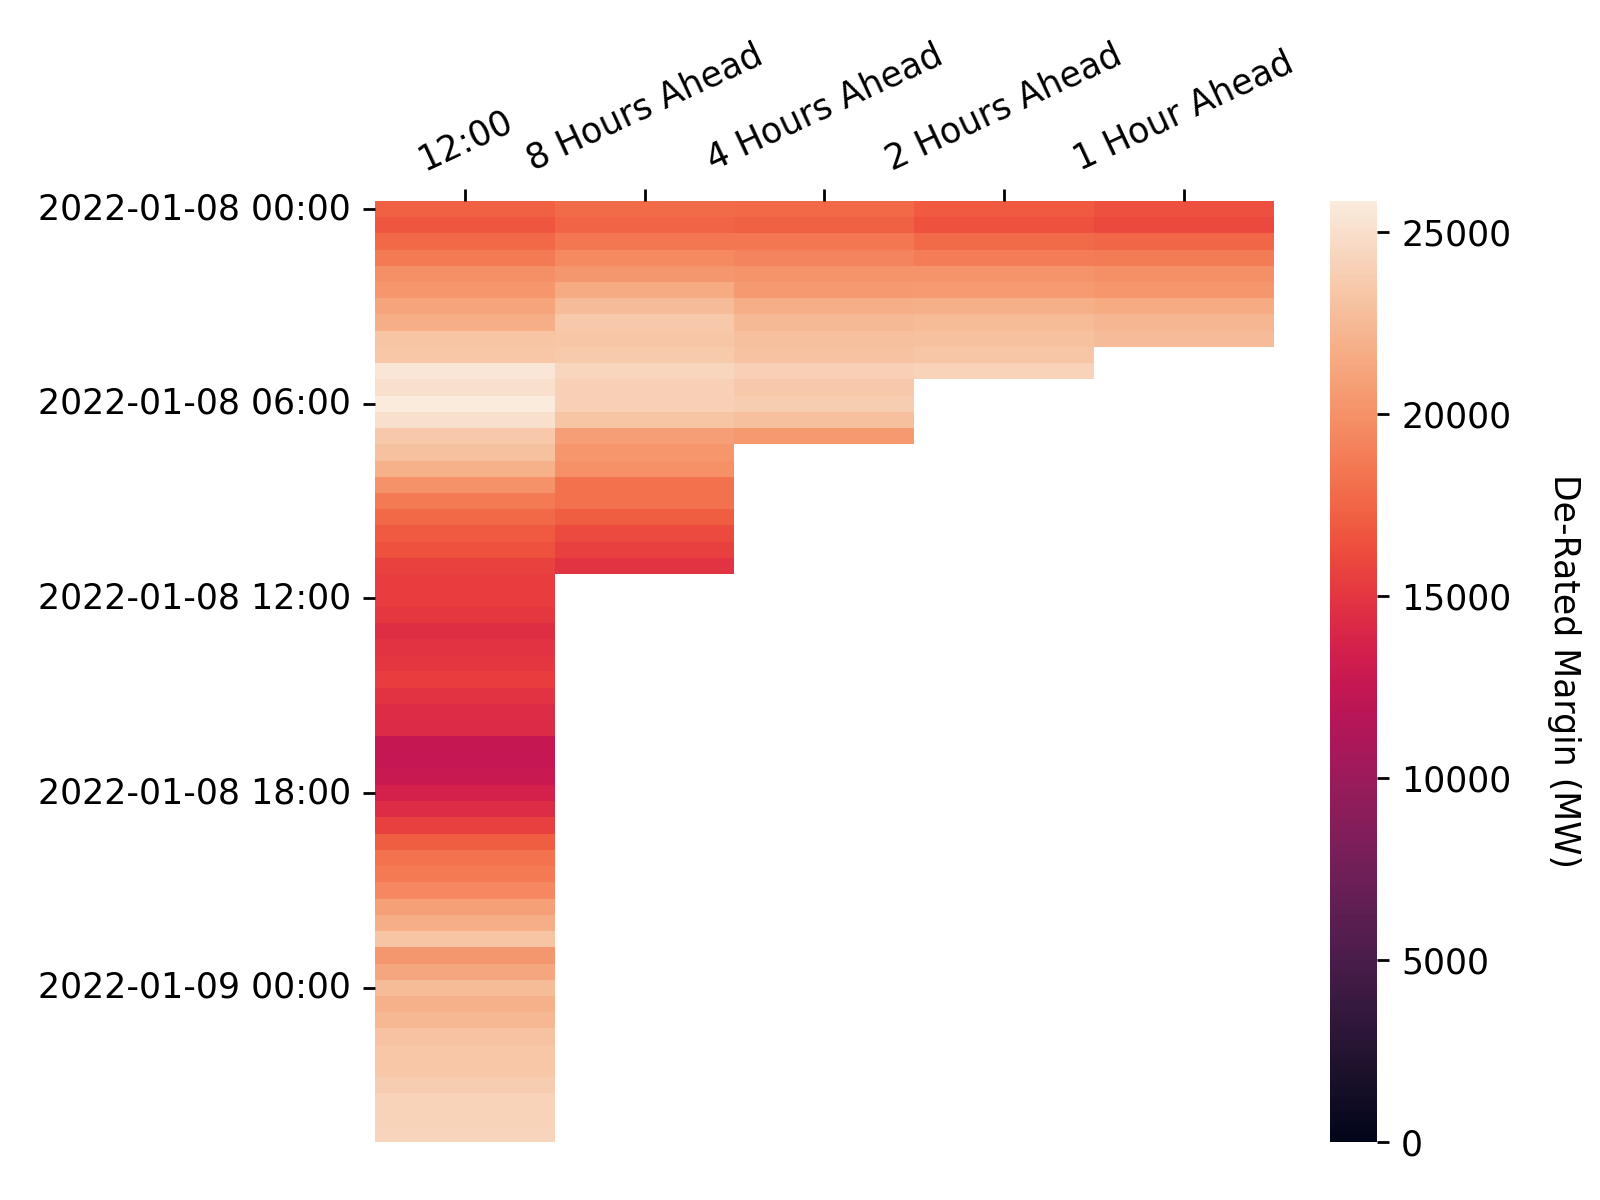 12:00
8 Hours Ahead
4 Hours Ahead
2 Hours Ahead
1 Hour Ahead
2022-01-08 00:00
2022-01-08 06:00
2022-01-08 12:00
2022-01-08 18:00
2022-01-09 00:00
25000
20000
15000
10000
5000
0
De-Rated Margin (MW)